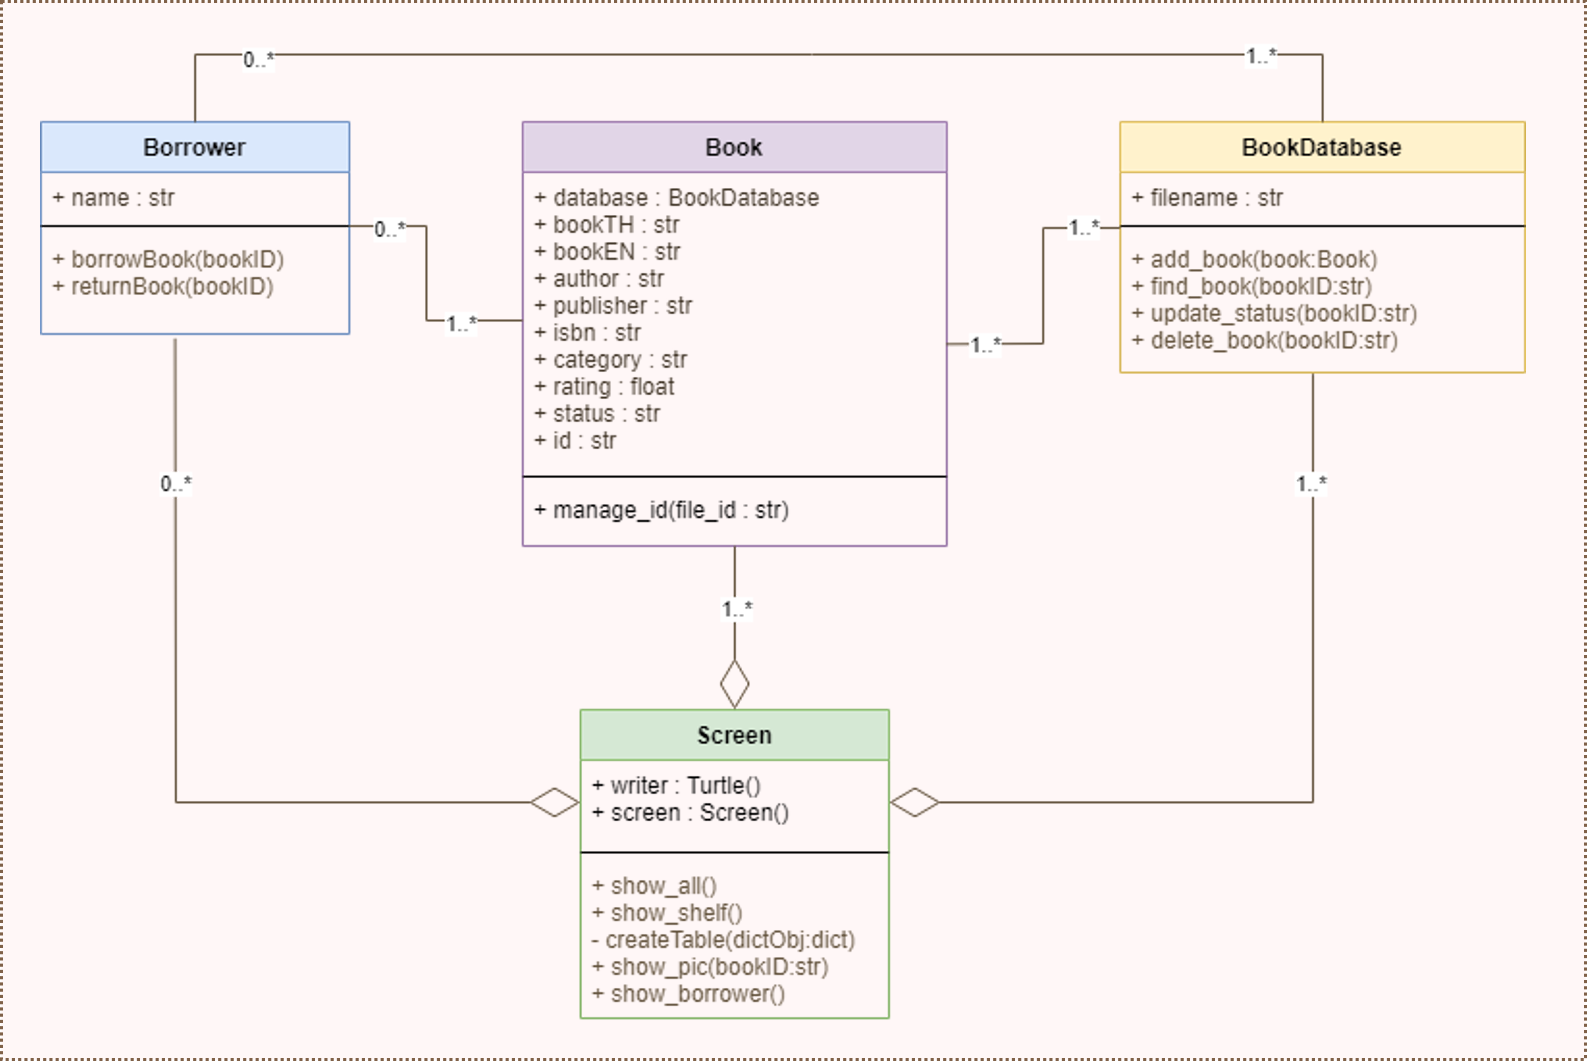 0..*
1..*
Borrower
+ name : str
+ borrowBook(bookID)
+ returnBook(bookID)
0..*
1..*
Book
+ database : BookDatabase
+ bookTH : str
+ bookEN : str
+ author : str
+ publisher : str
+ isbn : str
+ category : str
+ rating : float
+ status : str
+ id : str
+ manage_id(file_id : str)
1..*
1..*
BookDatabase
+ filename : str
+ add_book(book:Book)
+ find_book(bookID:str)
+ update_status(bookID:str)
+ delete_book(bookID:str)
0..*
1..*
1..*
Screen
+ writer : Turtle()
+ screen : Screen()
+ show_all()
+ show_shelf()
- createTable(dictObj:dict)
+ show_pic(bookID:str)
+ show_borrower()